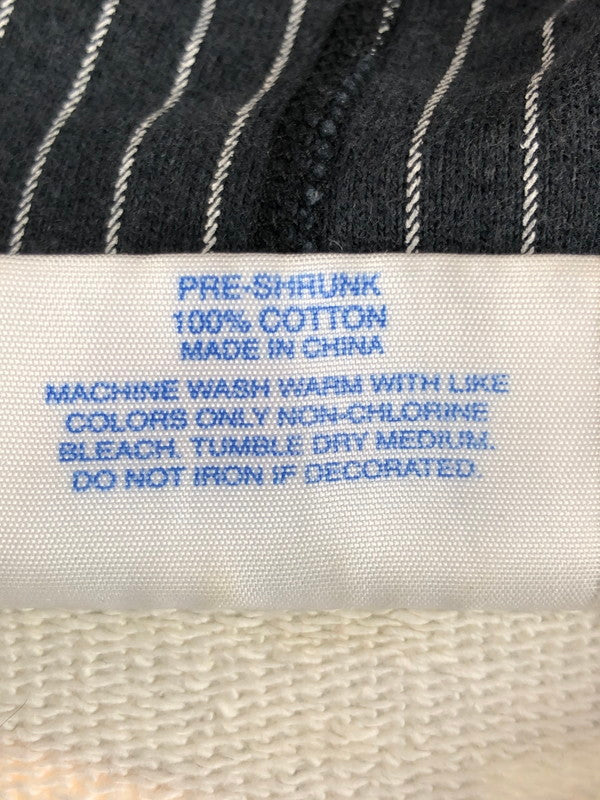 PRE-SHRUNK
100% COTTON
MADE IN CHINA
MACHINE WASH WARM WITH LIKE
COLORS ONLY NON-CHLORINE
BLEACH. TUMBLE DRY MEDIUM.
DO NOT IRON IF DECORATED.